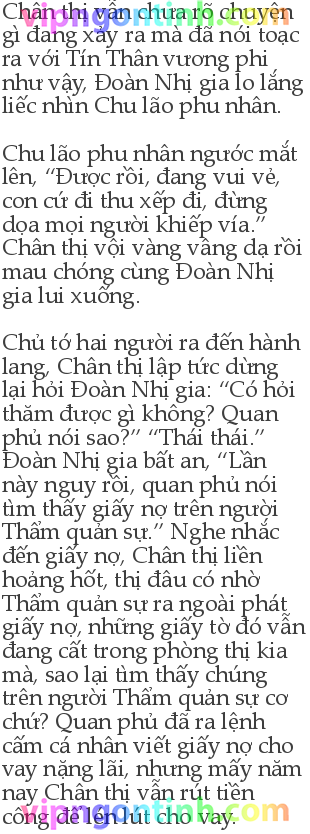 Chân thị vẫn chưa rõ chuyện
vipngontinh.com
gì đang xảy ra mà đã nói toạc
ra với Tín Thân vương phi
như vậy, Đoàn Nhị gia lo lắng
liếc nhìn Chu lão phu nhân.
Chu lão phu nhân ngước mắt
lên, “Được rồi, đang vui vẻ,
con cứ đi thu xếp đi, đừng
dọa mọi người khiếp vía.”
Chân thị vội vàng vâng dạ rồi
mau chóng cùng Đoàn Nhị
gia lui xuống.
Chủ tớ hai người ra đến hành
lang, Chân thị lập tức dừng
lại hỏi Đoàn Nhị gia: “Có hỏi
thăm được gì không? Quan
phủ nói sao?” “Thái thái.”
Đoàn Nhị gia bất an, “Lần
này nguy rồi, quan phủ nói
tìm thấy giấy nợ trên người
Thẩm quản sự.” Nghe nhắc
đến giấy nợ, Chân thị liền
hoảng hốt, thị đâu có nhờ
Thẩm quản sự ra ngoài phát
giấy nợ, những giấy tờ đó vẫn
đang cất trong phòng thị kia
mà, sao lại tìm thấy chúng
trên người Thẩm quản sự cơ
chứ? Quan phủ đã ra lệnh
cấm cá nhân viết giấy nợ cho
vay nặng lãi, nhưng mấy năm
nay Chân thị vẫn rút tiền
công để lén lút cho vay.
vipngontinh.com